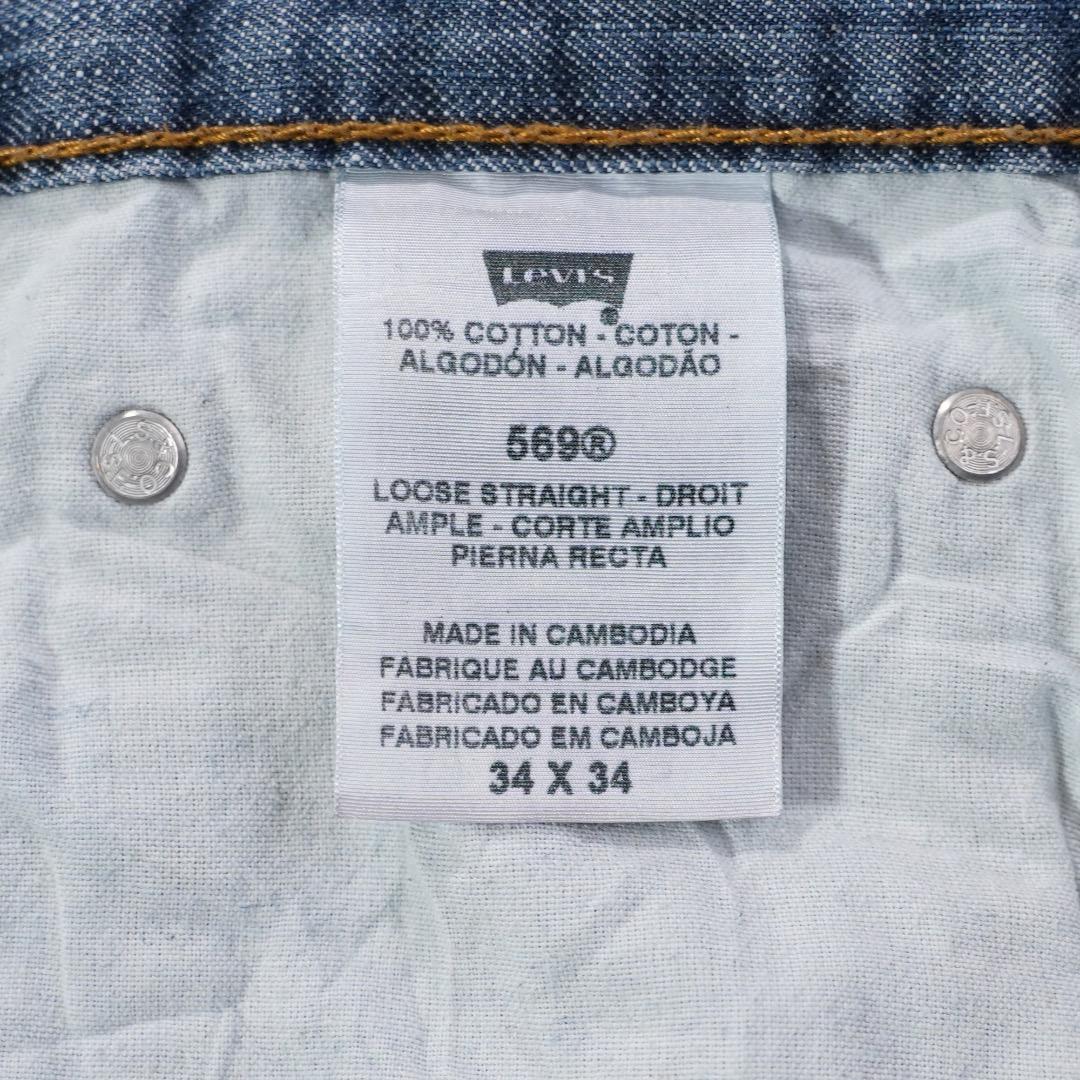 LEVI'S
100% COTTON - COTON -
ALGODÓN - ALGODÃO
569®
LOOSE STRAIGHT - DROIT
AMPLE - CORTE AMPLIO
PIERNA RECTA
MADE IN CAMBODIA
FABRIQUE AU CAMBODGE
FABRICADO EN CAMBOYA
FABRICADO EM CAMBOJA
34 X 34